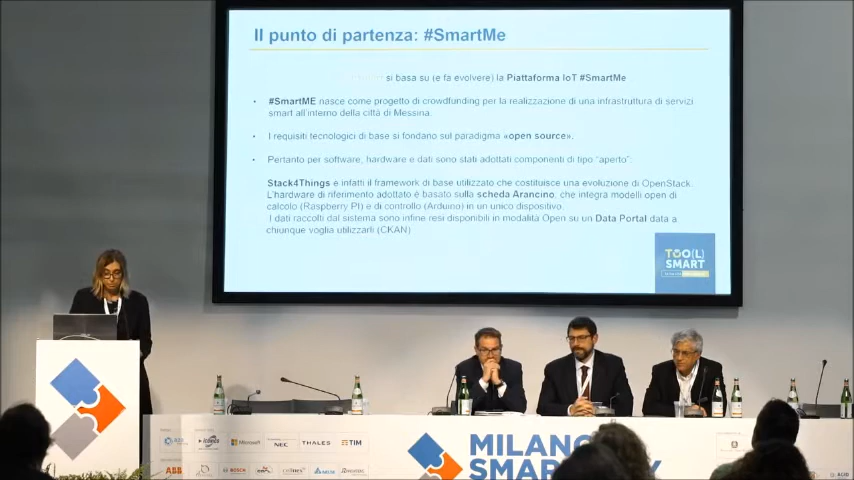 Il punto di partenza: #SmartMe
si basa su (e fa evolvere) la Piattaforma IoT #SmartMe
• #SmartME nasce come progetto di crowdfunding per la realizzazione di una infrastruttura di servizi
smart all'interno della città di Messina.
• I requisiti tecnologici di base si fondano sul paradigma «open source».
• Pertanto per software, hardware e dati sono stati adottati componenti di tipo "aperto":
Stack4Things è infatti il framework di base utilizzato che costituisce una evoluzione di OpenStack.
L'hardware di riferimento adottato è basato sulla scheda Arancino, che integra modelli open di
calcolo (Raspberry PI) e di controllo (Arduino) in un unico dispositivo.
I dati raccolti dal sistema sono infine resi disponibili in modalità Open su un Data Portal data a
chiunque voglia utilizzarli (CKAN)
TOO(L)
SMART
Microsoft
NEC
THALES
TIM
ABB
BOSCH
MILANO
SMART